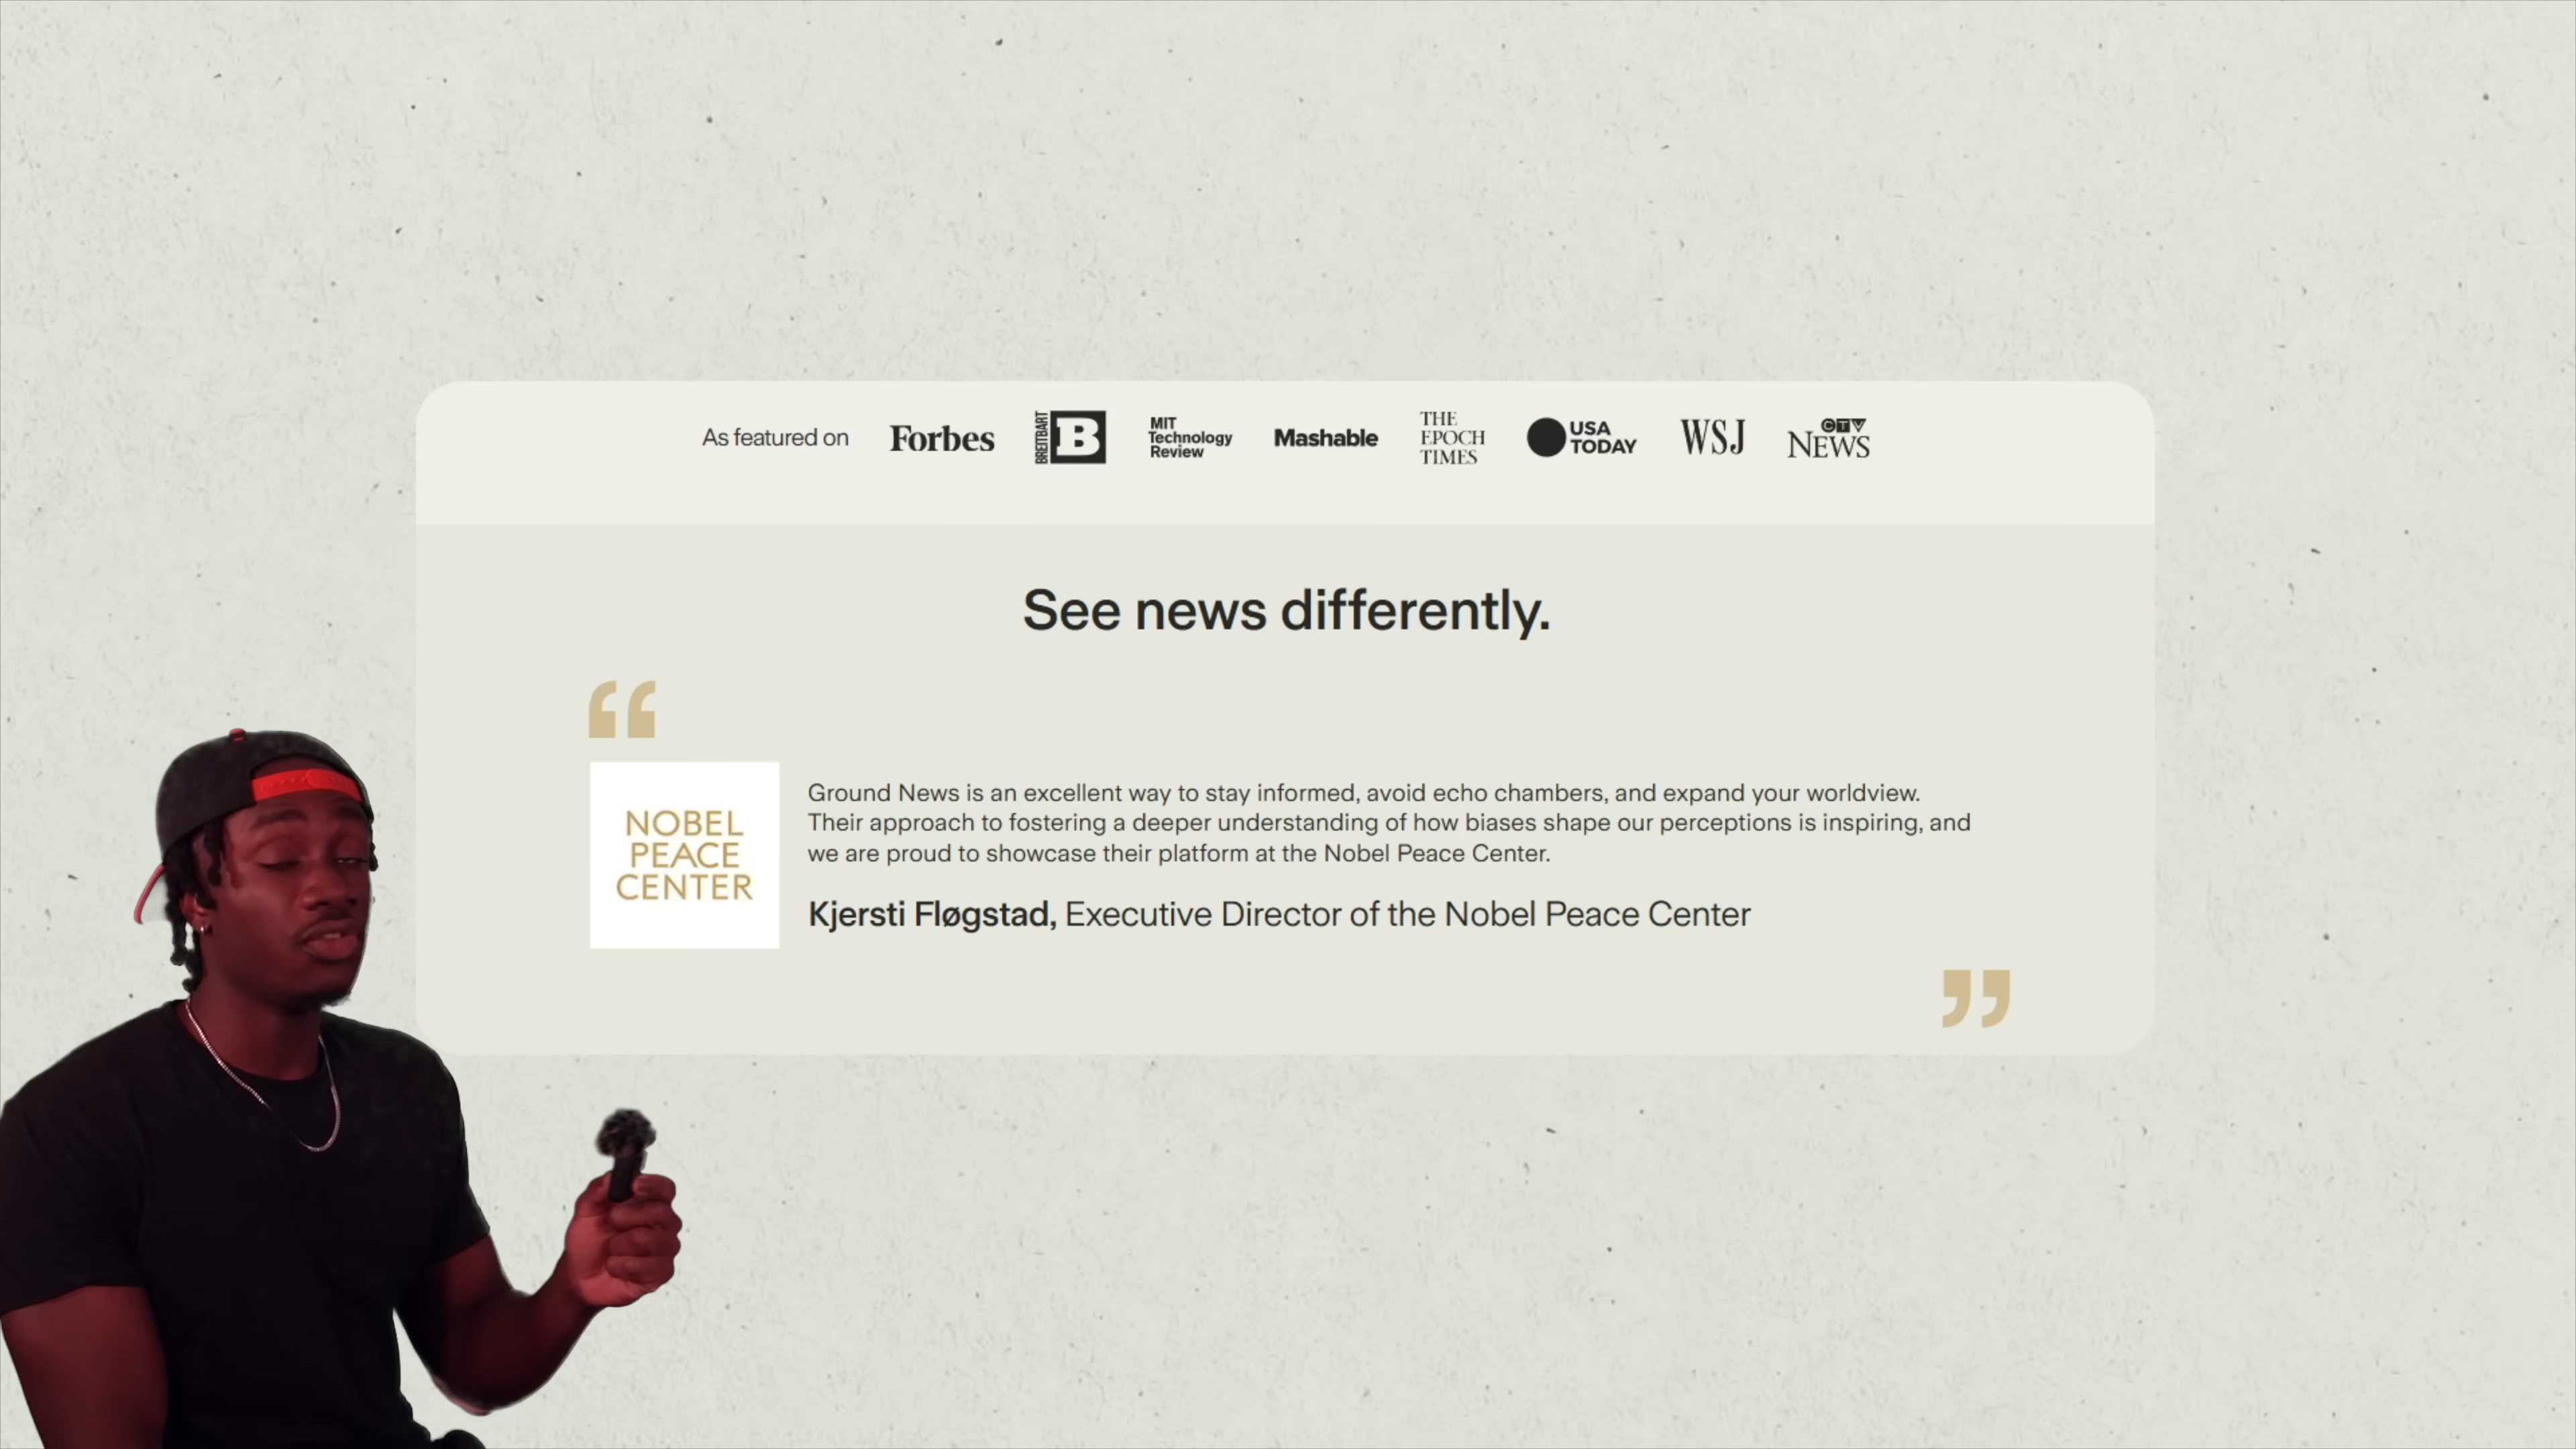 As featured on Forbes BREITBART B MIT Technology Review Mashable THE EPOCH TIMES USA TODAY WSJ CTV NEWS
See news differently.
“
NOBEL
PEACE
CENTER
Ground News is an excellent way to stay informed, avoid echo chambers, and expand your worldview.
Their approach to fostering a deeper understanding of how biases shape our perceptions is inspiring, and
we are proud to showcase their platform at the Nobel Peace Center.
Kjersti Fløgstad, Executive Director of the Nobel Peace Center
”